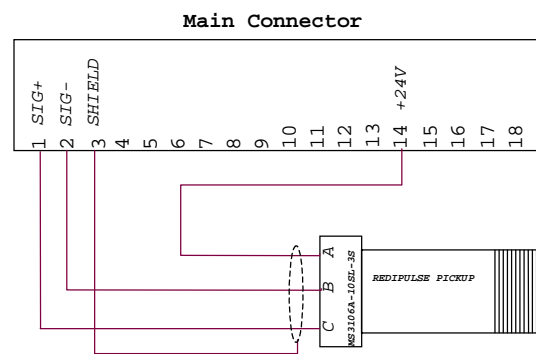 Main Connector
SIG+
SIG-
SHIELD
+24V
1
2
3
4
5
6
7
8
9
10
11
12
13
14
15
16
17
18
A
B
C
MS3106A-10SL-3S
REDIPULSE PICKUP